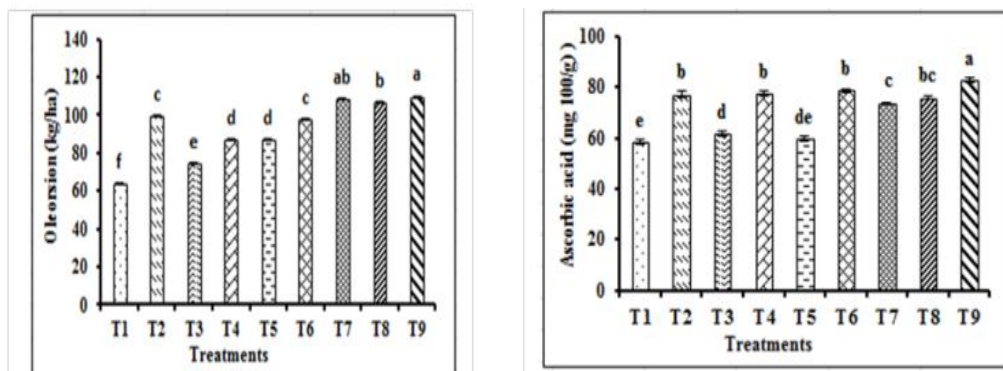 Oleorsion (kg/ha)
140
120
100
80
60
40
20
0
f
c
e
d
d
c
ab
b
a
T1 T2 T3 T4 T5 T6 T7 T8 T9
Treatments
Ascorbic acid (mg 100/g))
100
80
60
40
20
0
e
b
d
b
de
b
c
bc
a
T1 T2 T3 T4 T5 T6 T7 T8 T9
Treatments